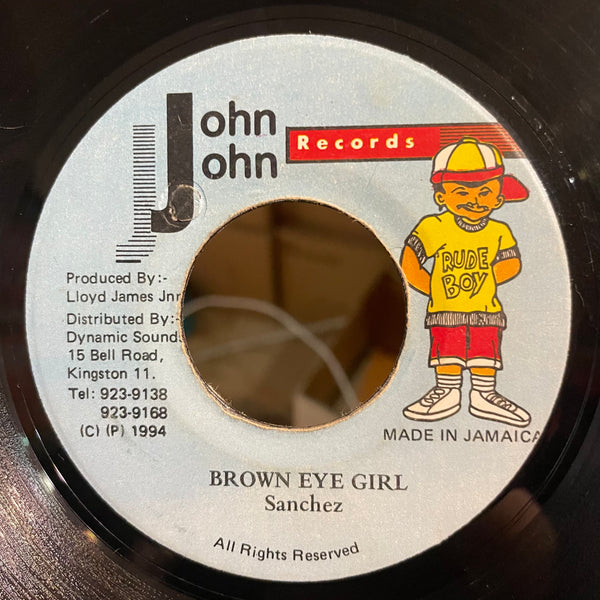 John
John
Records
RUDE
BOY
Produced By:-
Lloyd James Jnr
Distributed By:-
Dynamic Sound
15 Bell Road,
Kingston 11.
Tel: 923-9138
923-9168
(C) (P) 1994
MADE IN JAMAICA
BROWN EYE GIRL
Sanchez
All Rights Reserved